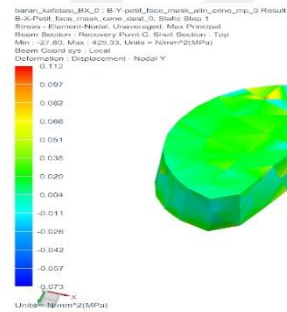 baran_kafatasi_BX_0 : B-Y-petit_face_mask_alin_cene_mp_0 Result
B-X-Petit_face_mask_cene_dest_0, Static Step 1
Stress - Element-Nodal, Unaveraged, Max Principal
Beam Section : Recovery Point C, Shell Section : Top
Min : -27.80, Max : 425.33, Units = N/mm^2(MPa)
Beam Coord sys : Local
Deformation : Displacement - Nodal Y
0.112
0.097
0.082
0.066
0.051
0.035
0.020
0.004
-0.011
-0.026
-0.042
-0.057
-0.073
X
Units = N/mm^2(MPa)